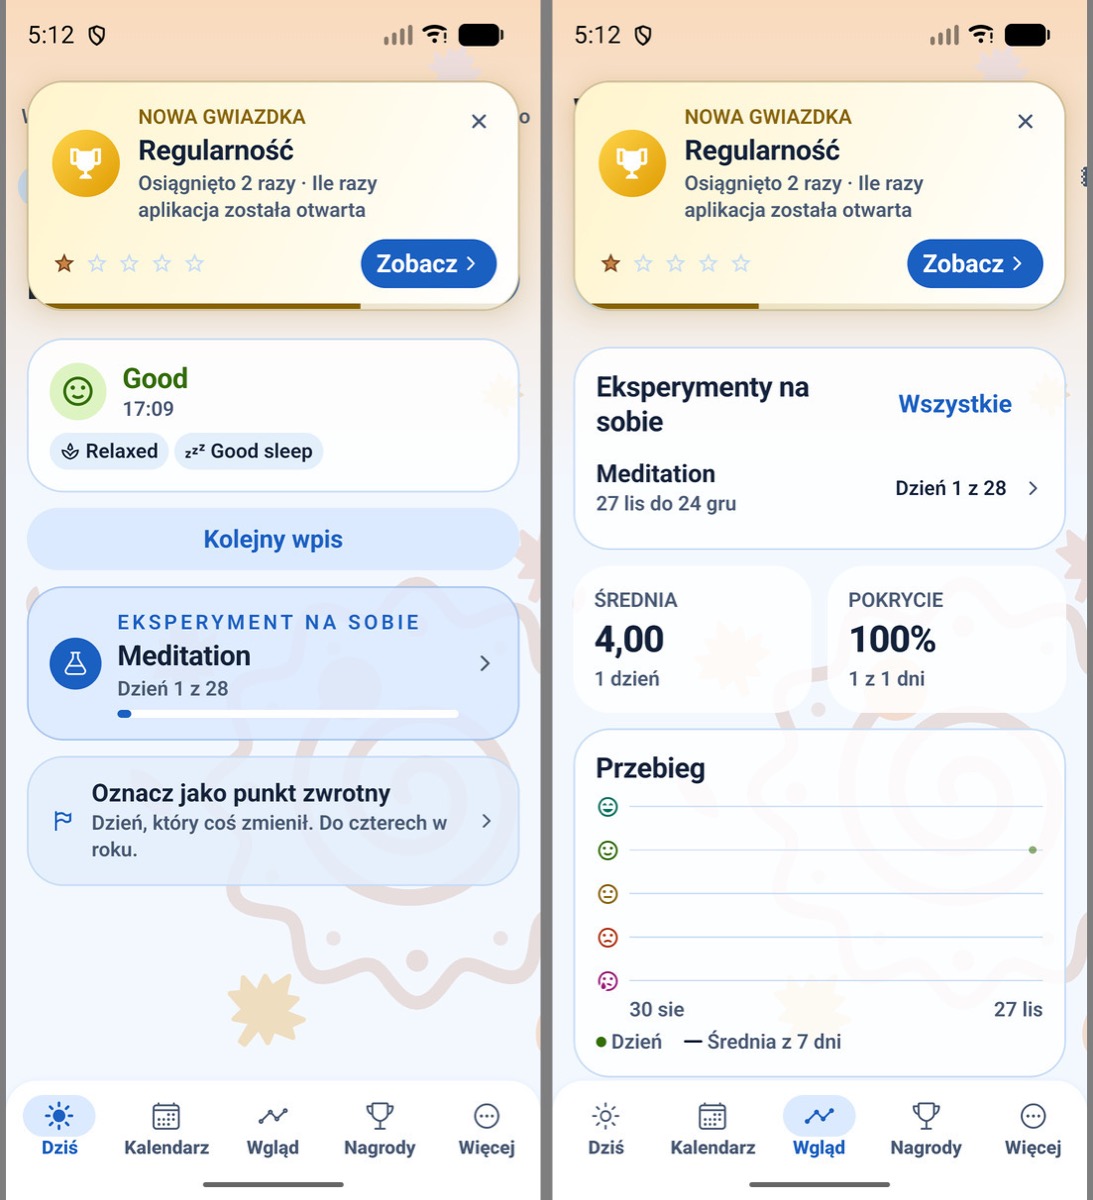 5:12
NOWA GWIAZDKA
Regularność
Osiągnięto 2 razy · Ile razy
aplikacja została otwarta
Zobacz
Good
17:09
Relaxed
zzz Good sleep
Kolejny wpis
EKSPERYMENT NA SOBIE
Meditation
Dzień 1 z 28
Oznacz jako punkt zwrotny
Dzień, który coś zmienił. Do czterech w
roku.
Dziś
Kalendarz
Wgląd
Nagrody
Więcej
5:12
NOWA GWIAZDKA
Regularność
Osiągnięto 2 razy · Ile razy
aplikacja została otwarta
Zobacz
Eksperymenty na
sobie
Wszystkie
Meditation
27 lis do 24 gru
Dzień 1 z 28
ŚREDNIA
4,00
1 dzień
POKRYCIE
100%
1 z 1 dni
Przebieg
30 sie
27 lis
Dzień
Średnia z 7 dni
Dziś
Kalendarz
Wgląd
Nagrody
Więcej